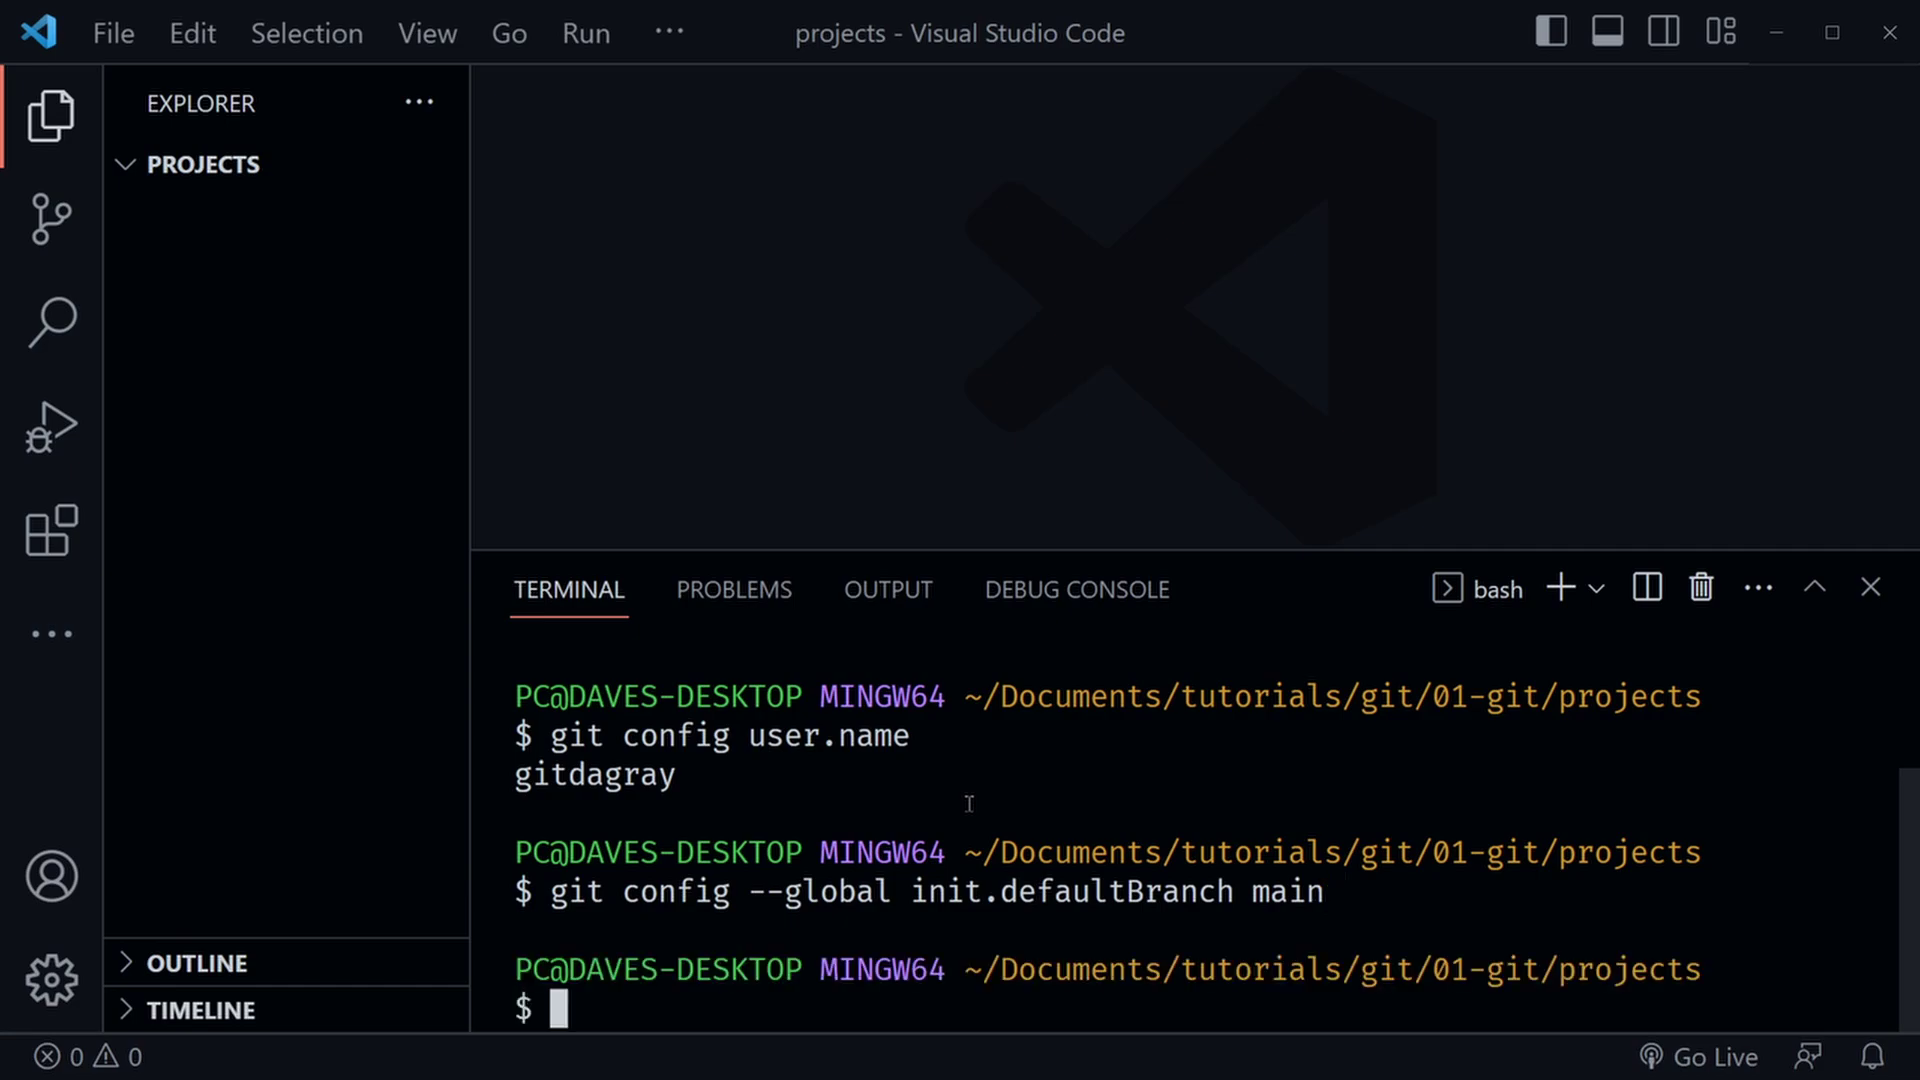 File Edit Selection View Go Run ··· projects - Visual Studio Code
EXPLORER ···
PROJECTS
TERMINAL PROBLEMS OUTPUT DEBUG CONSOLE bash
PC@DAVES-DESKTOP MINGW64 ~/Documents/tutorials/git/01-git/projects
$ git config user.name
gitdagray
PC@DAVES-DESKTOP MINGW64 ~/Documents/tutorials/git/01-git/projects
$ git config --global init.defaultBranch main
PC@DAVES-DESKTOP MINGW64 ~/Documents/tutorials/git/01-git/projects
$
OUTLINE
TIMELINE
0 0 Go Live